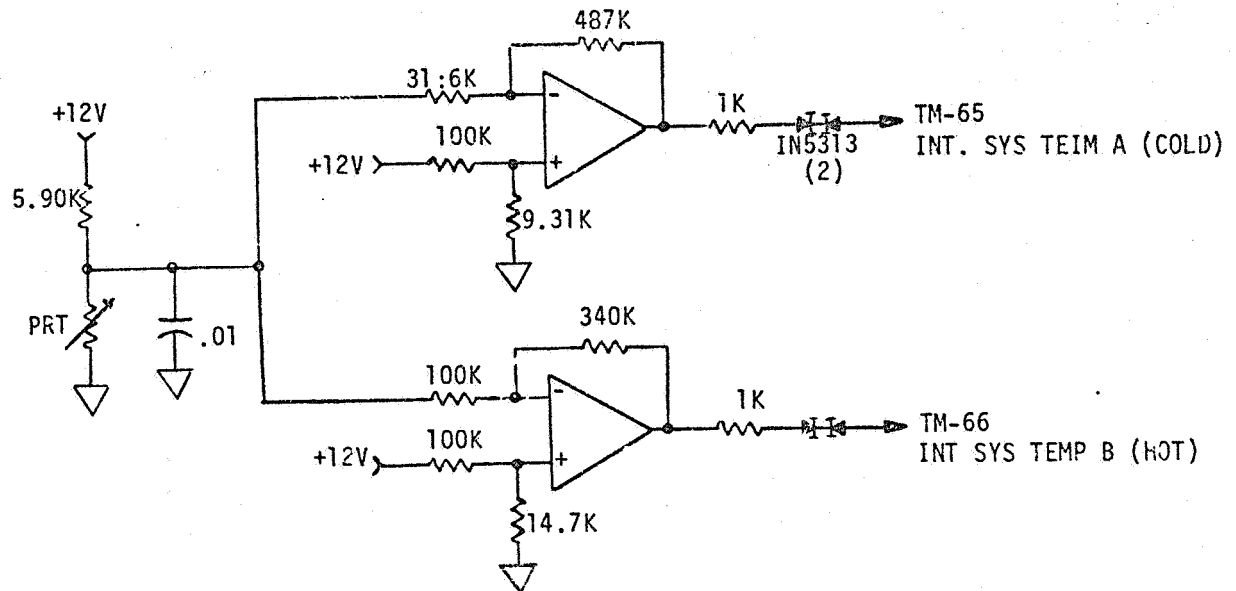 487K
31.6K
+12V
1K
TM-65
100K
IN5313
INT. SYS TEIM A (COLD)
+12V
(2)
5.90K
9.31K
PRT
.01
340K
100K
1K
TM-66
100K
INT SYS TEMP B (HOT)
+12V
14.7K